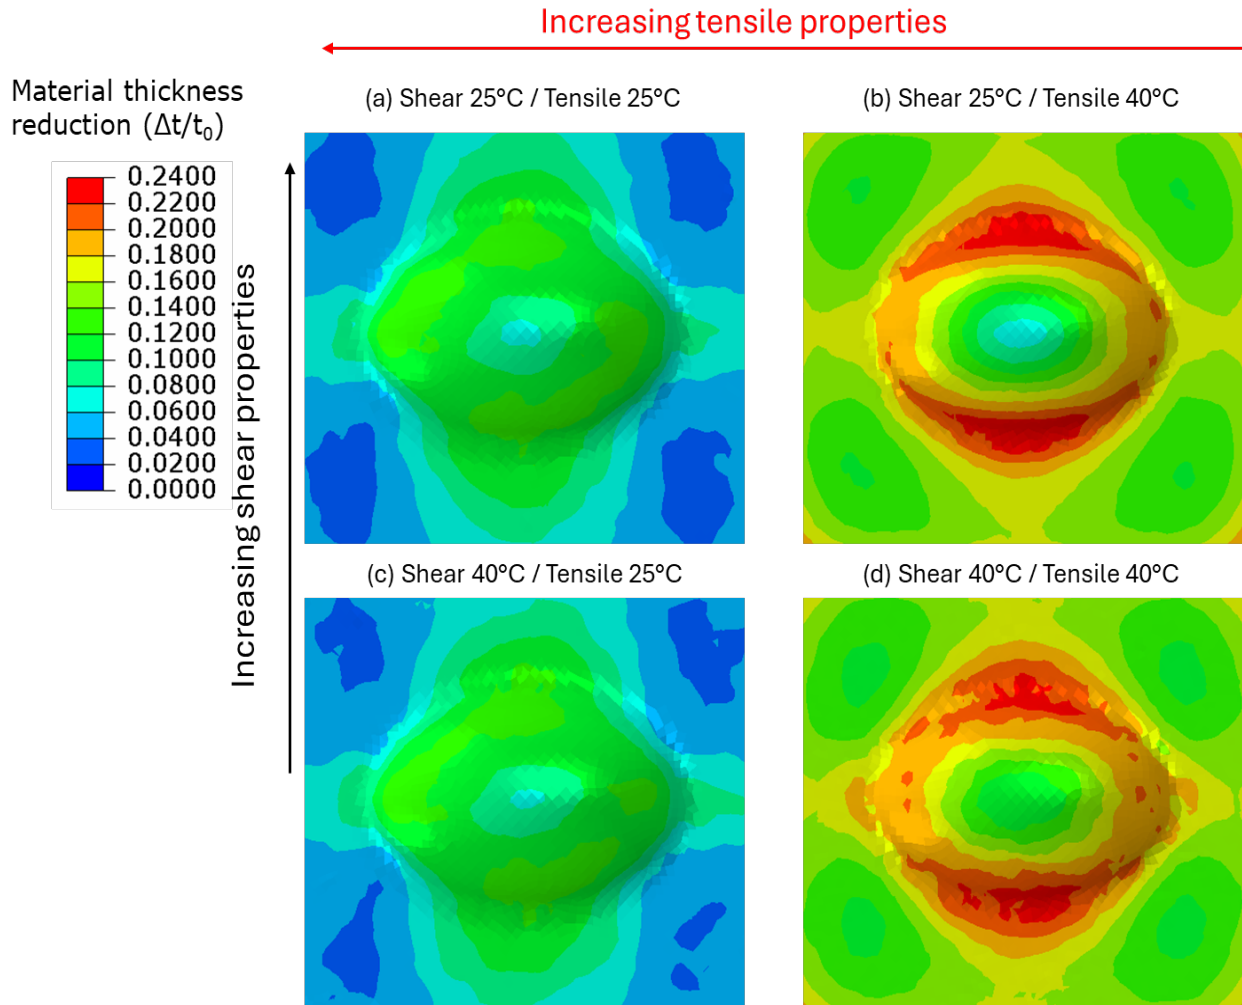 Increasing tensile properties
Material thickness
reduction (Δt/t₀)
(a) Shear 25°C / Tensile 25°C
(b) Shear 25°C / Tensile 40°C
0.2400
0.2200
0.2000
0.1800
0.1600
0.1400
0.1200
0.1000
0.0800
0.0600
0.0400
0.0200
0.0000
Increasing shear properties
(c) Shear 40°C / Tensile 25°C
(d) Shear 40°C / Tensile 40°C